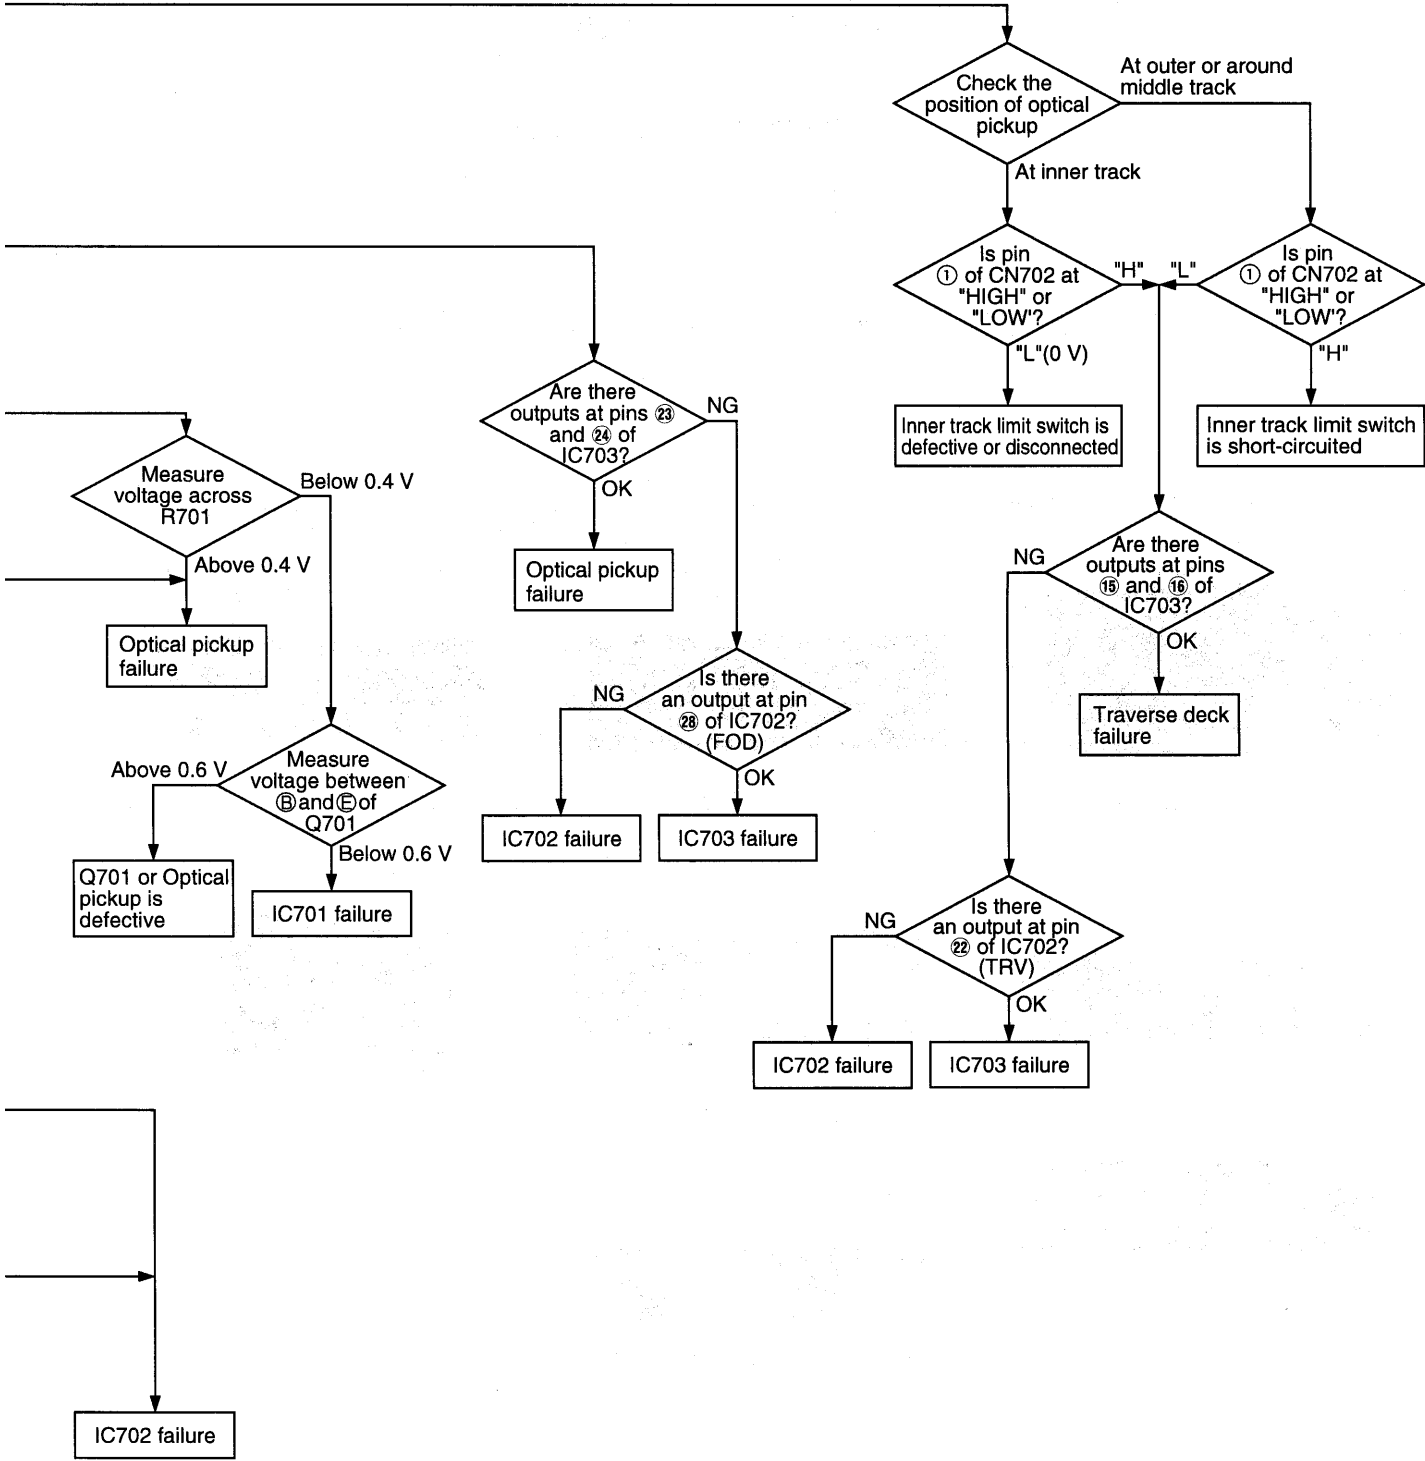 Check the
position of optical
pickup
At outer or around
middle track
At inner track
Is pin
① of CN702 at
"HIGH" or
"LOW'?
"H"
"L"
Is pin
① of CN702 at
"HIGH" or
"LOW'?
"L"(0 V)
"H"
Inner track limit switch is
defective or disconnected
Inner track limit switch
is short-circuited
Are there
outputs at pins ㉓
and ㉔ of
IC703?
NG
OK
Optical pickup
failure
Measure
voltage across
R701
Below 0.4 V
Above 0.4 V
Optical pickup
failure
Are there
outputs at pins
⑮ and ⑯ of
IC703?
NG
OK
Traverse deck
failure
Is there
an output at pin
㉘ of IC702?
(FOD)
NG
OK
IC702 failure
IC703 failure
Measure
voltage between
Ⓑand Ⓔof
Q701
Above 0.6 V
Below 0.6 V
Q701 or Optical
pickup is
defective
IC701 failure
Is there
an output at pin
㉒ of IC702?
(TRV)
NG
OK
IC702 failure
IC703 failure
IC702 failure